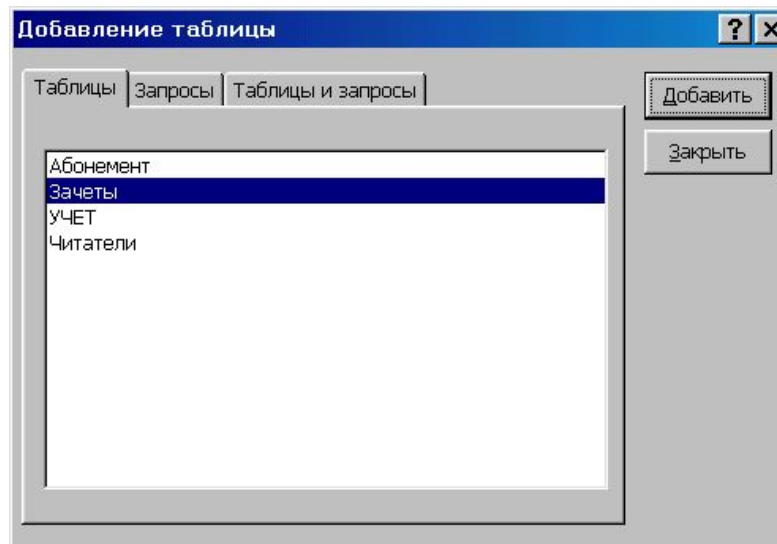 Добавление таблицы
Таблицы Запросы Таблицы и запросы
Добавить
Закрыть
Абонемент
Зачеты
УЧЕТ
Читатели